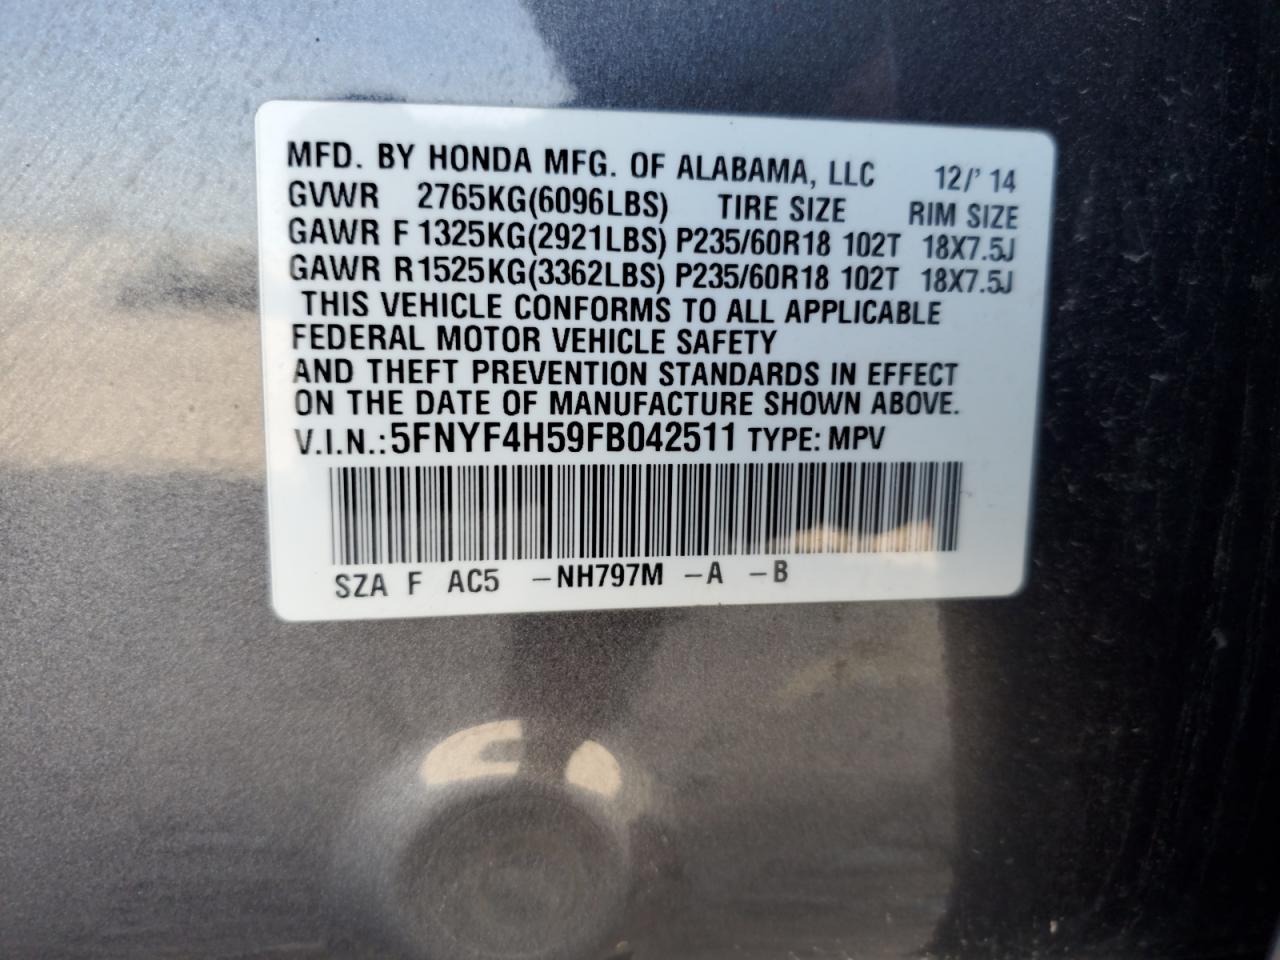 MFD. BY HONDA MFG. OF ALABAMA, LLC 12/'14
GVWR 2765KG(6096LBS) TIRE SIZE RIM SIZE
GAWR F 1325KG(2921LBS) P235/60R18 102T 18X7.5J
GAWR R 1525KG(3362LBS) P235/60R18 102T 18X7.5J
THIS VEHICLE CONFORMS TO ALL APPLICABLE
FEDERAL MOTOR VEHICLE SAFETY
AND THEFT PREVENTION STANDARDS IN EFFECT
ON THE DATE OF MANUFACTURE SHOWN ABOVE.
V.I.N.: 5FNYF4H59FB042511 TYPE: MPV
SZA F AC5 -NH797M -A -B